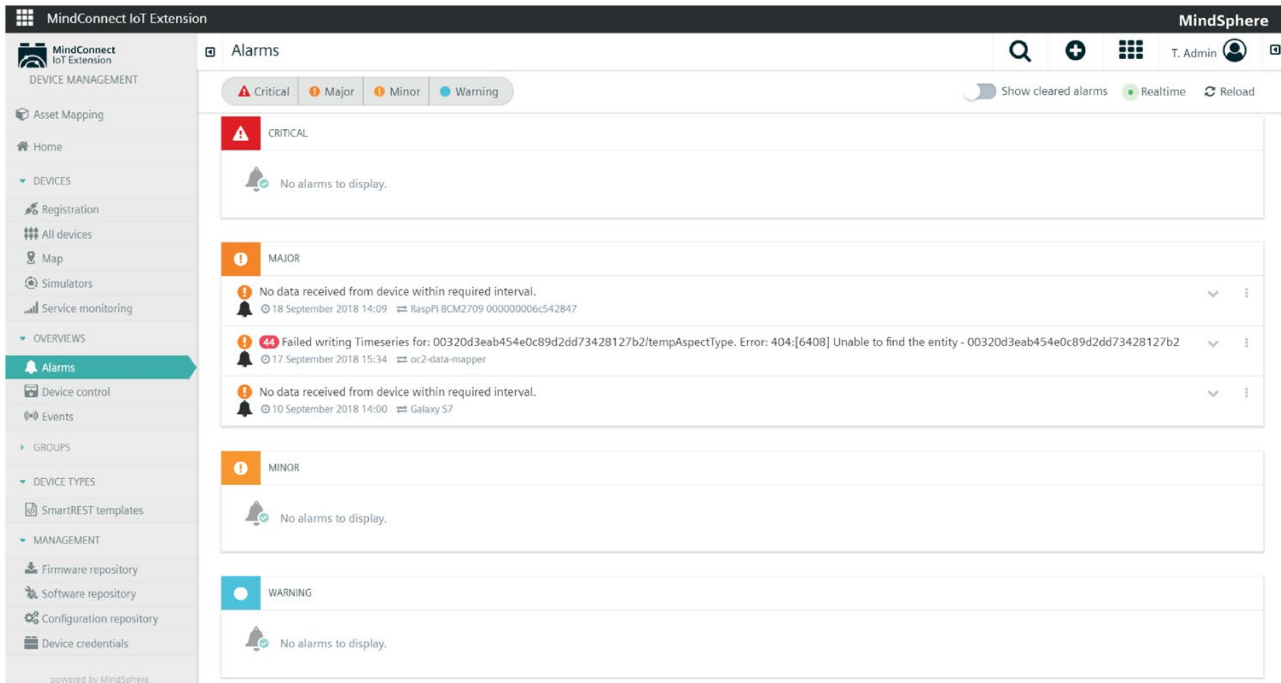 MindConnect IoT Extension
MindSphere
MindConnect
IoT Extension
DEVICE MANAGEMENT
Asset Mapping
Home
DEVICES
Registration
All devices
Map
Simulators
Service monitoring
OVERVIEWS
Alarms
Device control
Events
GROUPS
DEVICE TYPES
SmartREST templates
MANAGEMENT
Firmware repository
Software repository
Configuration repository
Device credentials
powered by MindSphere
Alarms
T. Admin
Critical Major Minor Warning
Show cleared alarms Realtime Reload
CRITICAL
No alarms to display.
MAJOR
No data received from device within required interval.
18 September 2018 14:09 RaspPi BCM2709 000000006c542847
44 Failed writing Timeseries for: 00320d3eab454e0c89d2dd73428127b2/tempAspectType. Error: 404:[6408] Unable to find the entity - 00320d3eab454e0c89d2dd73428127b2
17 September 2018 15:34 oc2-data-mapper
No data received from device within required interval.
10 September 2018 14:00 Galaxy S7
MINOR
No alarms to display.
WARNING
No alarms to display.